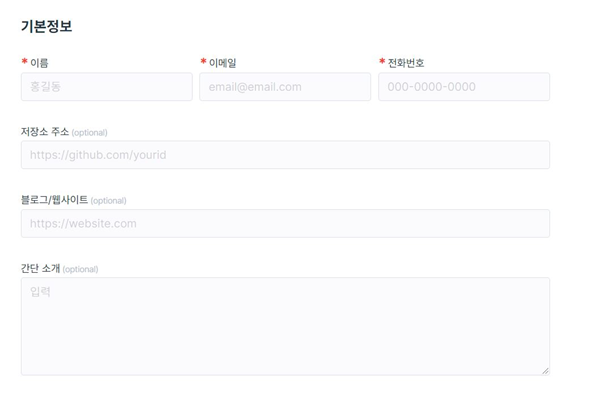 기본정보
* 이름 * 이메일 * 전화번호
홍길동 email@email.com 000-0000-0000
저장소 주소 (optional)
https://github.com/yourid
블로그/웹사이트 (optional)
https://website.com
간단 소개 (optional)
입력